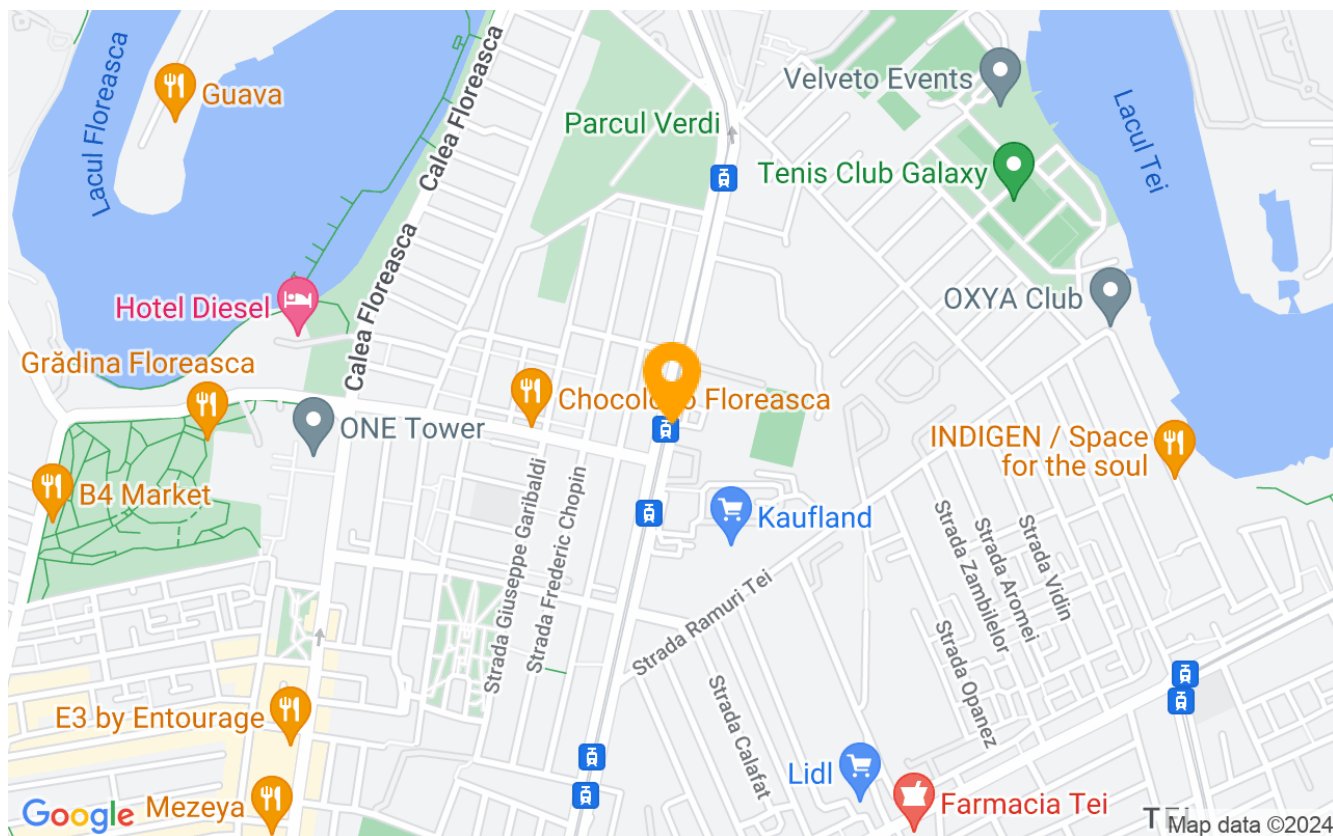 Guava
Lacul Floreasca
Calea Floreasca
Calea Floreasca
Parcul Verdi
Velveto Events
Tenis Club Galaxy
Lacul Tei
Hotel Diesel
OXYA Club
Grădina Floreasca
ONE Tower
Floreasca
B4 Market
INDIGEN / Space
for the soul
Kaufland
Strada Giuseppe Garibaldi
Strada Frederic Chopin
Strada Ramuri Tei
Strada Zambilelor
Strada Aromei
Strada Vidin
Strada Opanez
Strada Calafat
E3 by Entourage
Mezeya
Lidl
Farmacia Tei
Google
Map data ©2024